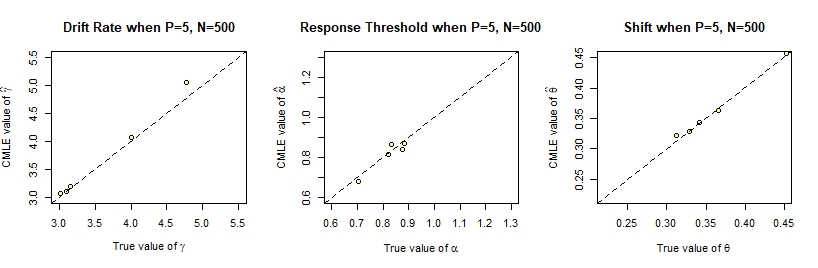 Drift Rate when P=5, N=500
CMLE value of γ̂
5.5
5.0
4.5
4.0
3.5
3.0
3.0 3.5 4.0 4.5 5.0 5.5
True value of γ
Response Threshold when P=5, N=500
CMLE value of α̂
1.2
1.0
0.8
0.6
0.6 0.7 0.8 0.9 1.0 1.1 1.2 1.3
True value of α
Shift when P=5, N=500
CMLE value of θ̂
0.45
0.40
0.35
0.30
0.25
0.25 0.30 0.35 0.40 0.45
True value of θ